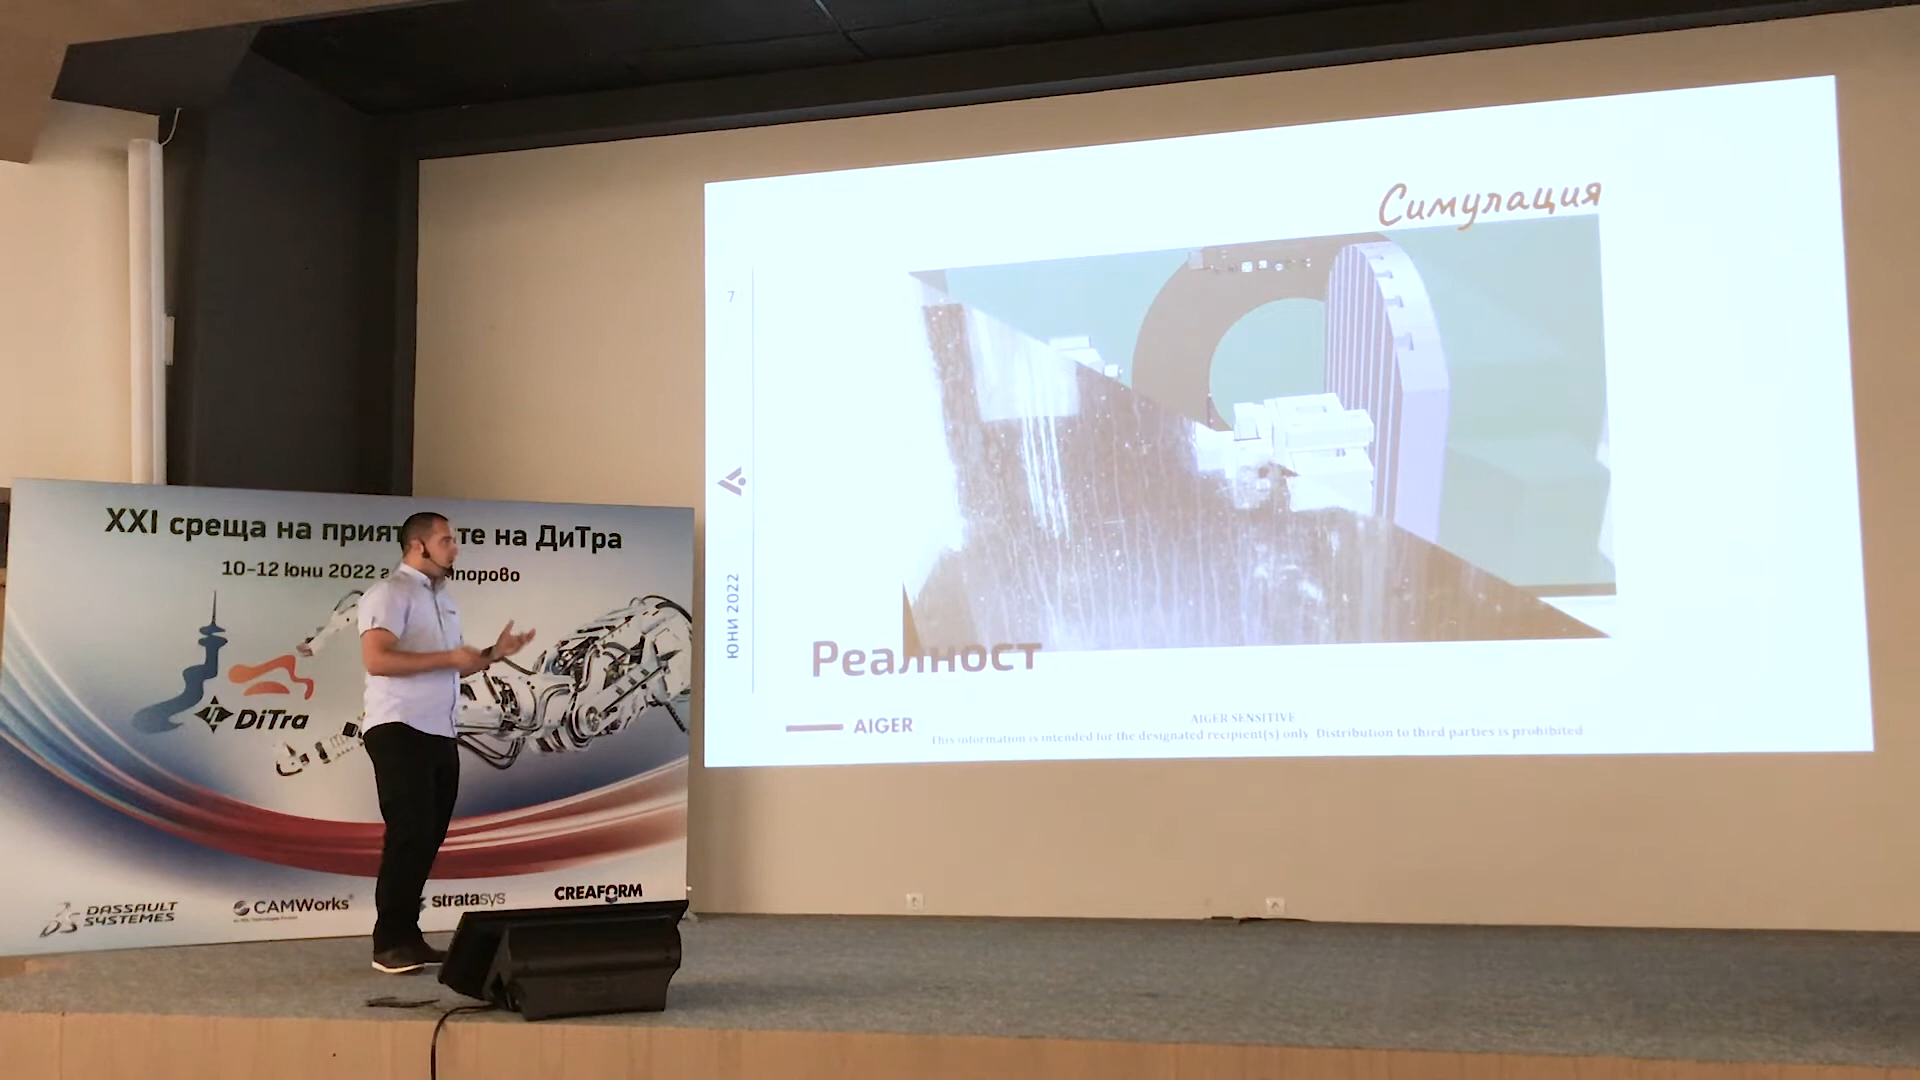 XXI среща на прият те на ДиТра
10-12 Юни 2022 г порово
DiTra
DASSAULT SYSTEMES
CAMWorks
stratasys
CREAFORM
Симулация
7
ЮНИ 2022
Реалност
AIGER
AIGER SENSITIVE
This information is intended for the designated recipient(s) only. Distribution to third parties is prohibited